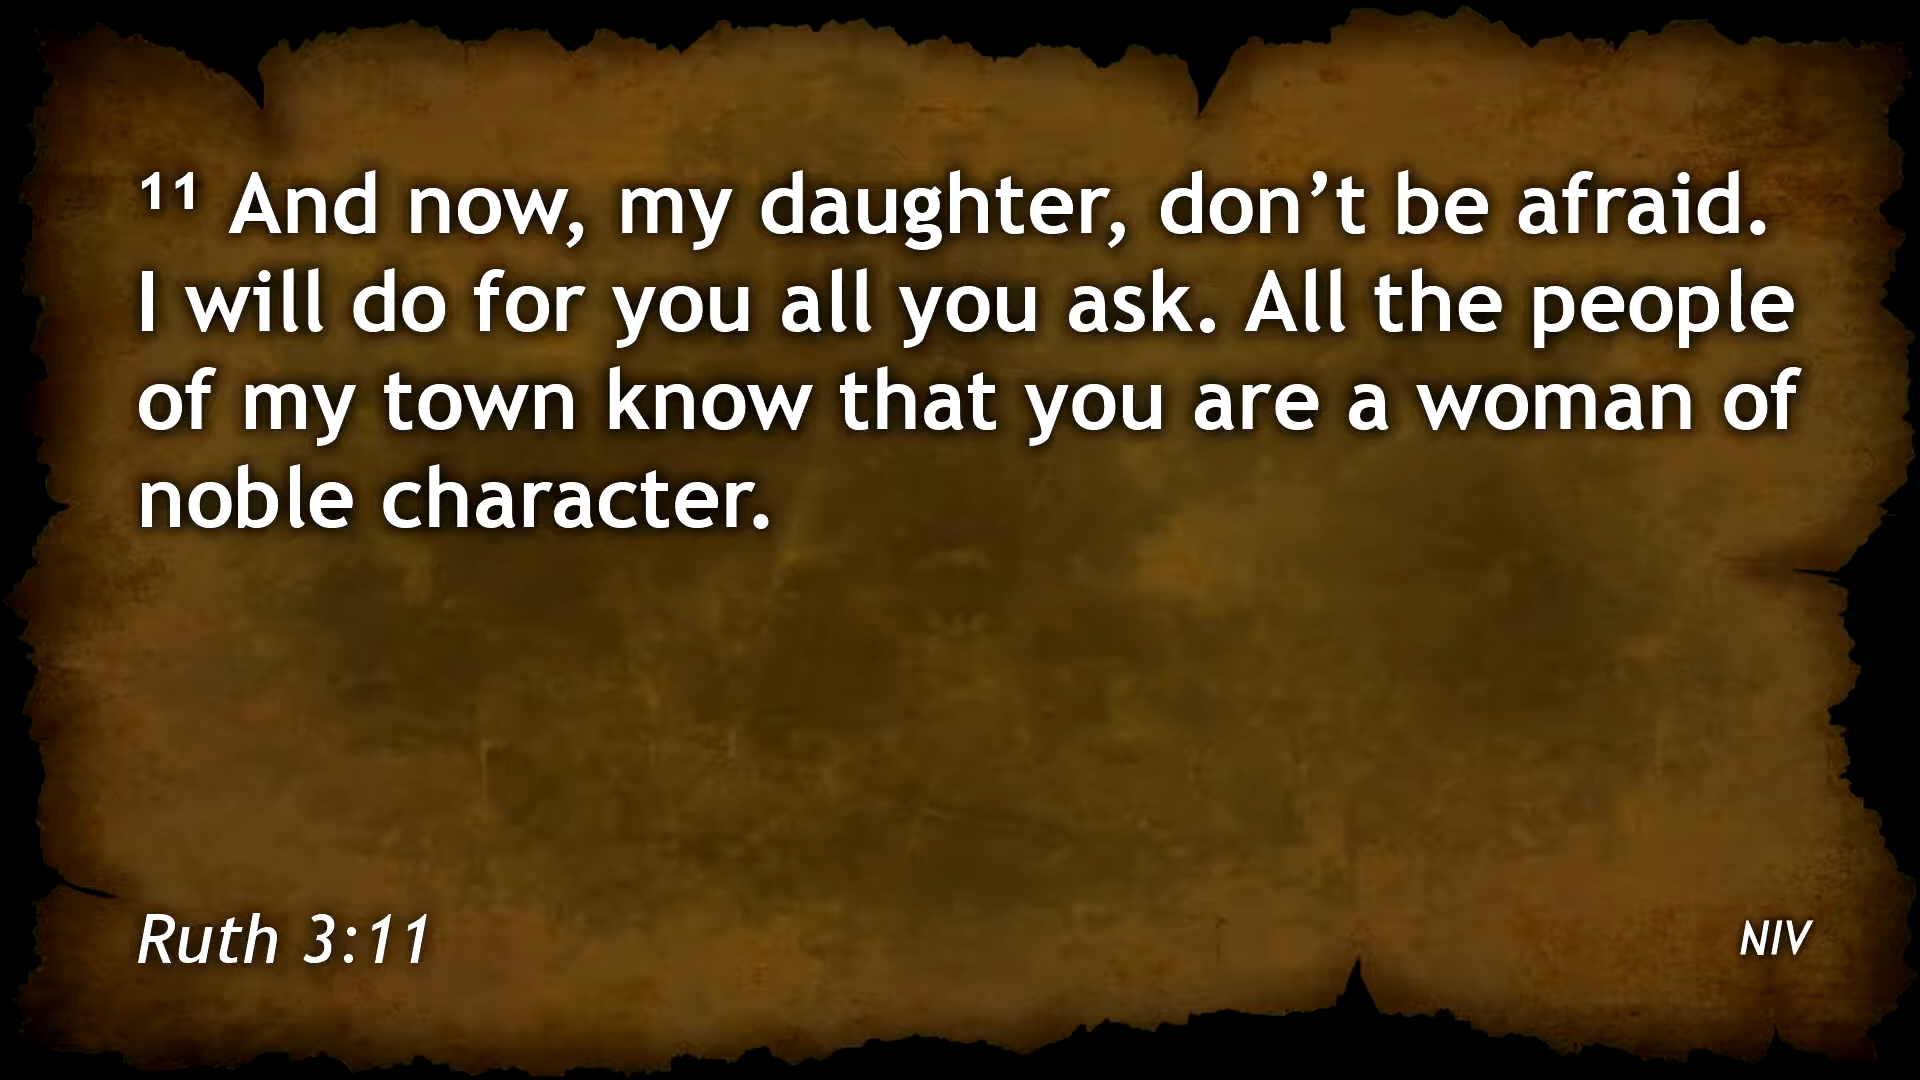 ¹¹ And now, my daughter, don’t be afraid.
I will do for you all you ask. All the people
of my town know that you are a woman of
noble character.
Ruth 3:11
NIV